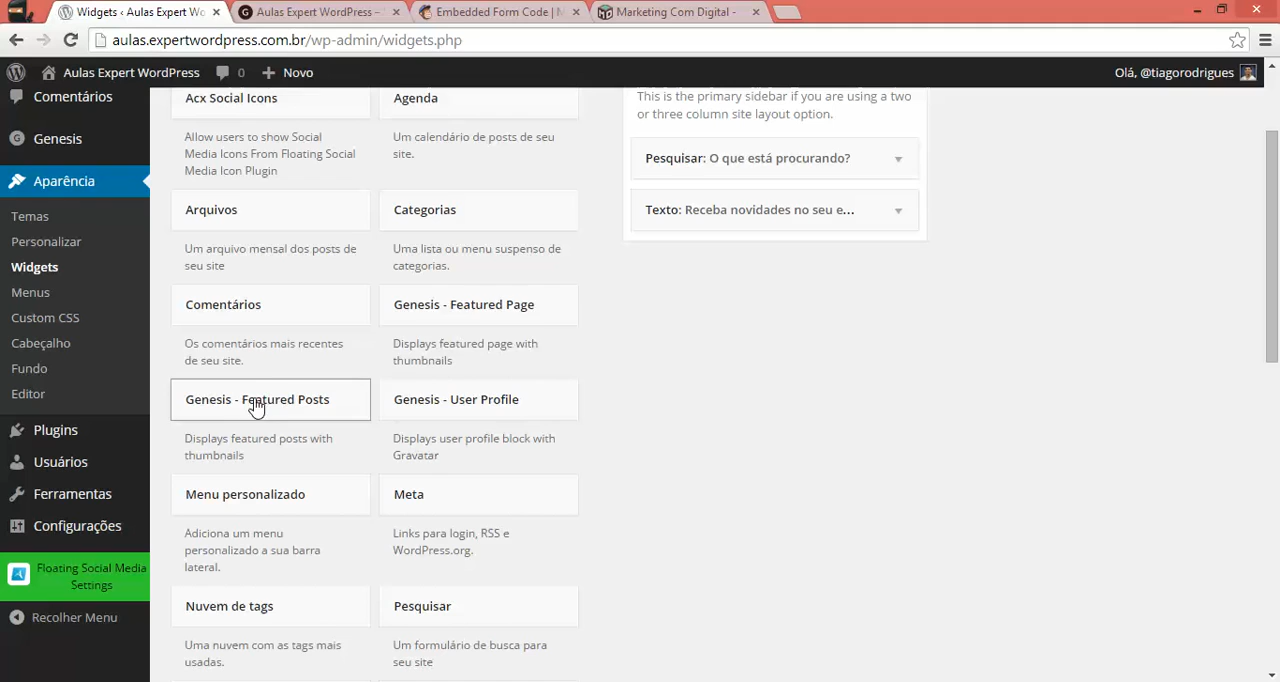 Widgets ‹ Aulas Expert Wo
Aulas Expert WordPress –
Embedded Form Code | M
Marketing Com Digital -
aulas.expertwordpress.com.br/wp-admin/widgets.php
Aulas Expert WordPress
0
Novo
Olá, @tiagorodrigues
Comentários
Genesis
Aparência
Temas
Personalizar
Widgets
Menus
Custom CSS
Cabeçalho
Fundo
Editor
Plugins
Usuários
Ferramentas
Configurações
Floating Social Media
Settings
Recolher Menu
Acx Social Icons
Allow users to show Social
Media Icons From Floating Social
Media Icon Plugin
Agenda
Um calendário de posts de seu
site.
Arquivos
Um arquivo mensal dos posts de
seu site
Categorias
Uma lista ou menu suspenso de
categorias.
Comentários
Os comentários mais recentes
de seu site.
Genesis - Featured Page
Displays featured page with
thumbnails
Genesis - Featured Posts
Displays featured posts with
thumbnails
Genesis - User Profile
Displays user profile block with
Gravatar
Menu personalizado
Adiciona um menu
personalizado a sua barra
lateral.
Meta
Links para login, RSS e
WordPress.org.
Nuvem de tags
Uma nuvem com as tags mais
usadas.
Pesquisar
Um formulário de busca para
seu site
This is the primary sidebar if you are using a two
or three column site layout option.
Pesquisar: O que está procurando?
Texto: Receba novidades no seu e...